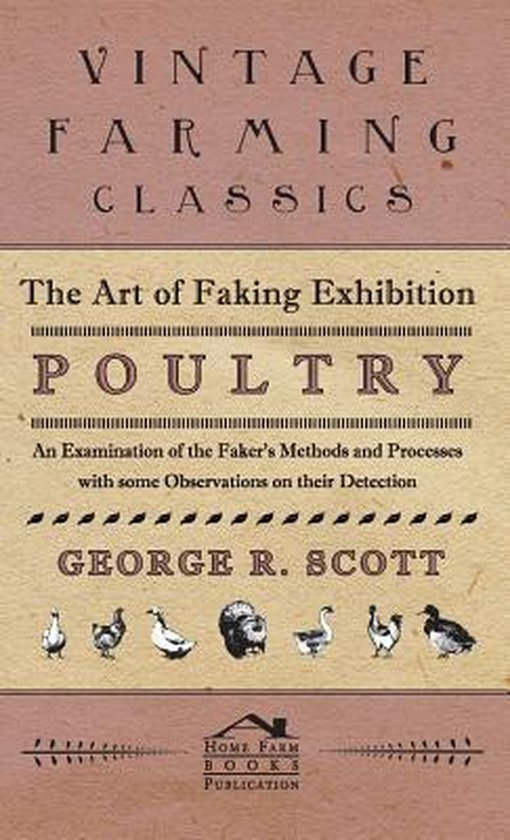 VINTAGE
FARMING
CLASSICS
The Art of Faking Exhibition
POULTRY
An Examination of the Faker's Methods and Processes
with some Observations on their Detection
GEORGE R. SCOTT
HOME FARM
BOOKS
PUBLICATION